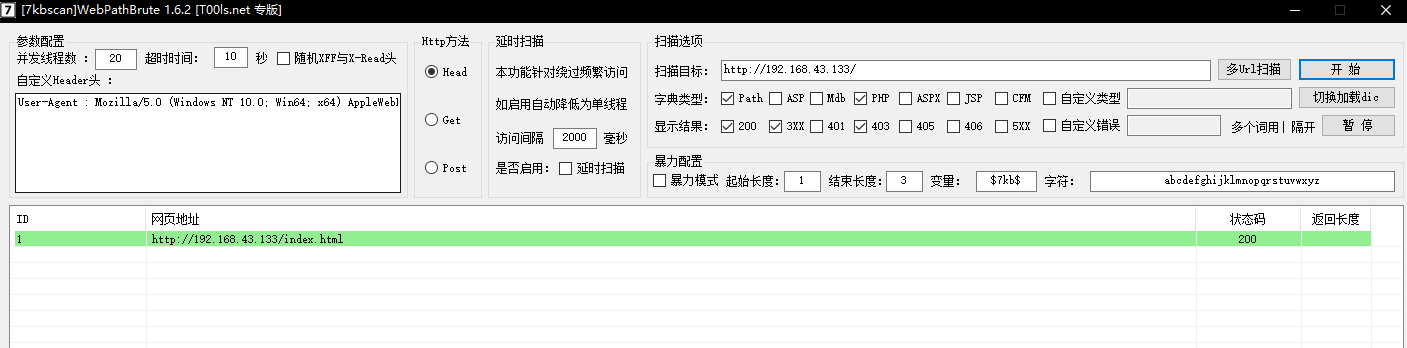 7 [7kbscan]WebPathBrute 1.6.2 [T00ls.net 专版]
参数配置
并发线程数： 20 超时时间： 10 秒 随机XFF与X-Read头
自定义Header头 ：
User-Agent : Mozilla/5.0 (Windows NT 10.0; Win64; x64) AppleWeb
Http方法
Head
Get
Post
延时扫描
本功能针对绕过频繁访问
如启用自动降低为单线程
访问间隔 2000 毫秒
是否启用： 延时扫描
扫描选项
扫描目标： http://192.168.43.133/ 多Url扫描 开 始
字典类型： Path ASP Mdb PHP ASPX JSP CFM 自定义类型 切换加载dic
显示结果： 200 3XX 401 403 405 406 5XX 自定义错误 多个词用| 隔开 暂 停
暴力配置
暴力模式 起始长度： 1 结束长度： 3 变量： $7kb$ 字符： abcdefghijklmnopqrstuvwxyz
ID 网页地址 状态码 返回长度
1 http://192.168.43.133/index.html 200